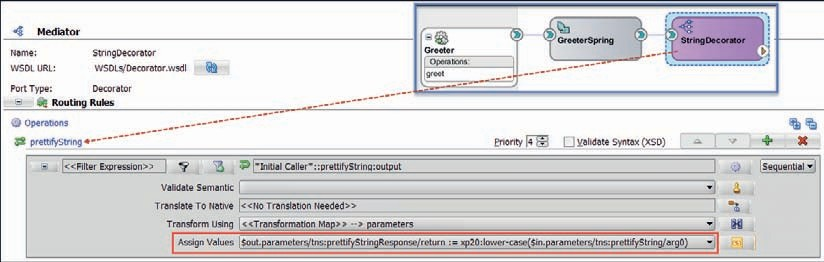 Mediator
Name: StringDecorator
WSDL URL: WSDLs/Decorator.wsdl
Port Type: Decorator
Routing Rules
Greeter
Operations:
greet
GreeterSpring
StringDecorator
Operations
prettifyString
Priority 4 Validate Syntax (XSD)
<<Filter Expression>> "Initial Caller"::prettifyString:output Sequential
Validate Semantic
Translate To Native <<No Translation Needed>>
Transform Using <<Transformation Map>> --> parameters
Assign Values $out.parameters/tns:prettifyStringResponse/return := xp20:lower-case($in.parameters/tns:prettifyString/arg0)